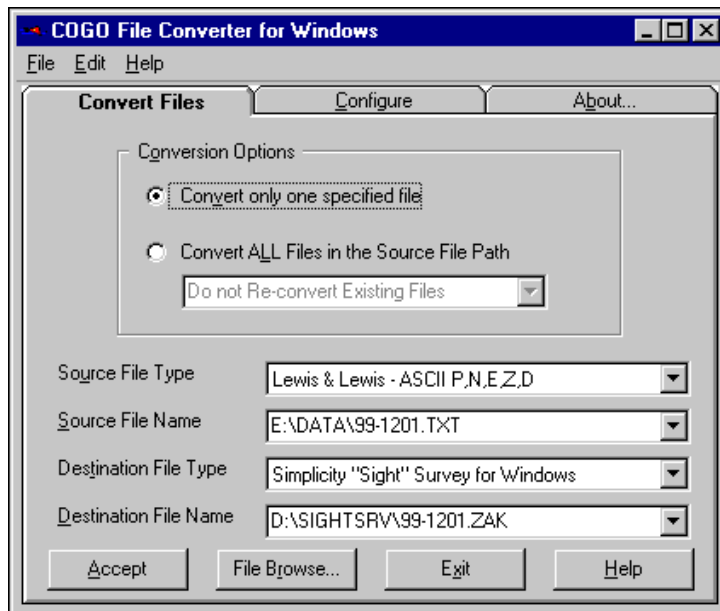 COGO File Converter for Windows
File Edit Help
Convert Files Configure About...
Conversion Options
Convert only one specified file
Convert ALL Files in the Source File Path
Do not Re-convert Existing Files
Source File Type Lewis & Lewis - ASCII P,N,E,Z,D
Source File Name E:\DATA\99-1201.TXT
Destination File Type Simplicity "Sight" Survey for Windows
Destination File Name D:\SIGHTSRV\99-1201.ZAK
Accept File Browse... Exit Help